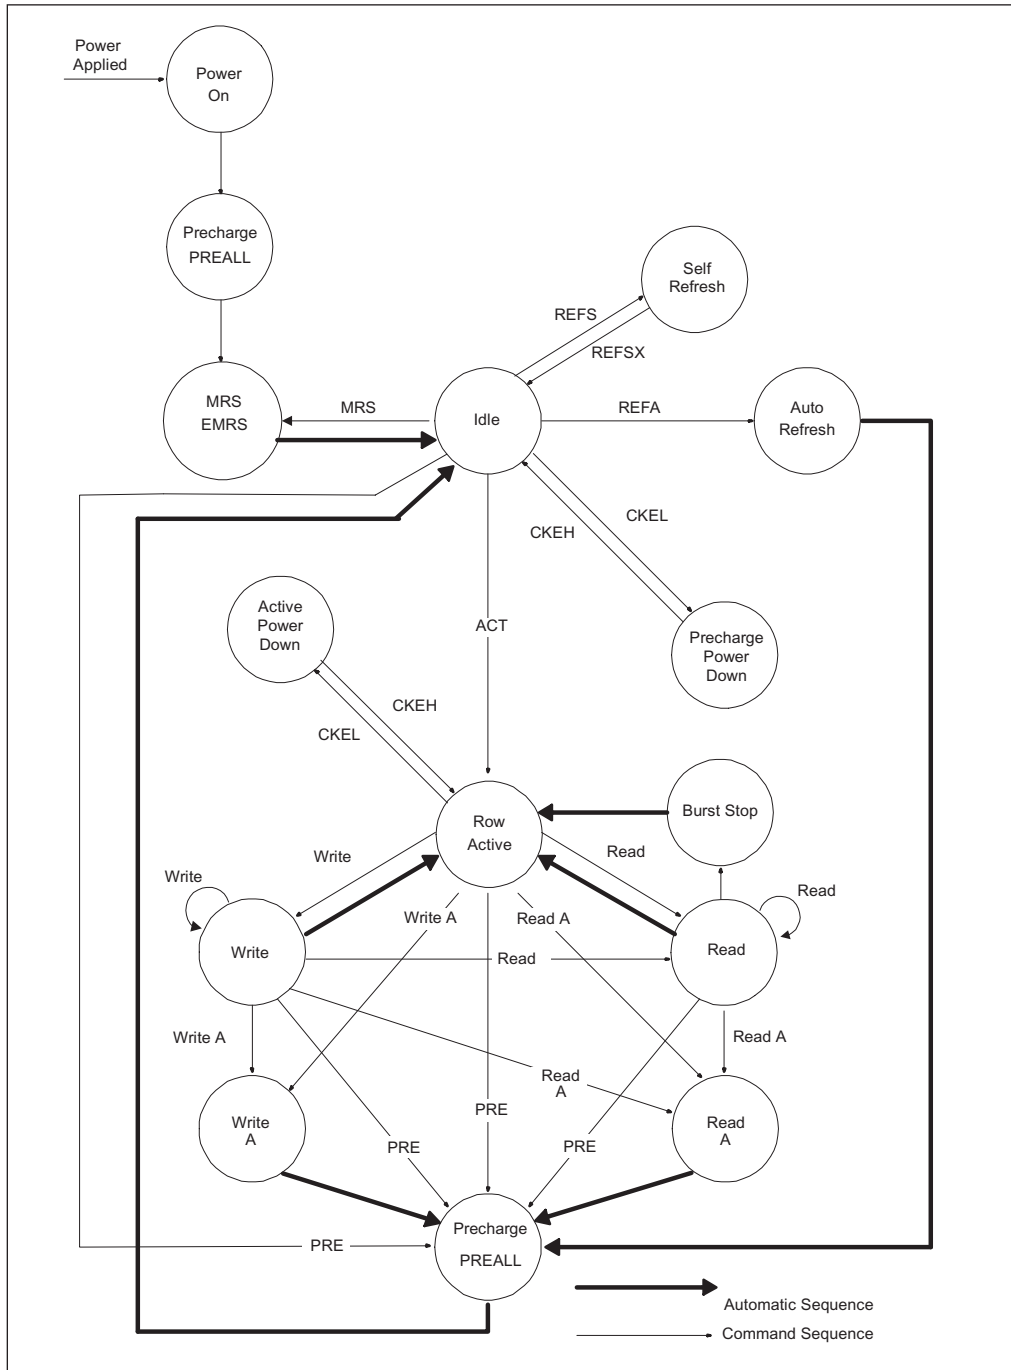 Power
Applied
Power
On
Precharge
PREALL
Self
Refresh
REFS
REFSX
MRS
EMRS
MRS
Idle
REFA
Auto
Refresh
CKEL
CKEH
Active
Power
Down
ACT
Precharge
Power
Down
CKEH
CKEL
Burst Stop
Row
Active
Write
Read
Write
Read
Write A
Read A
Write
Read
Read
Write A
Read A
Read
A
Write
A
PRE
Read
A
PRE
PRE
Precharge
PREALL
PRE
Automatic Sequence
Command Sequence